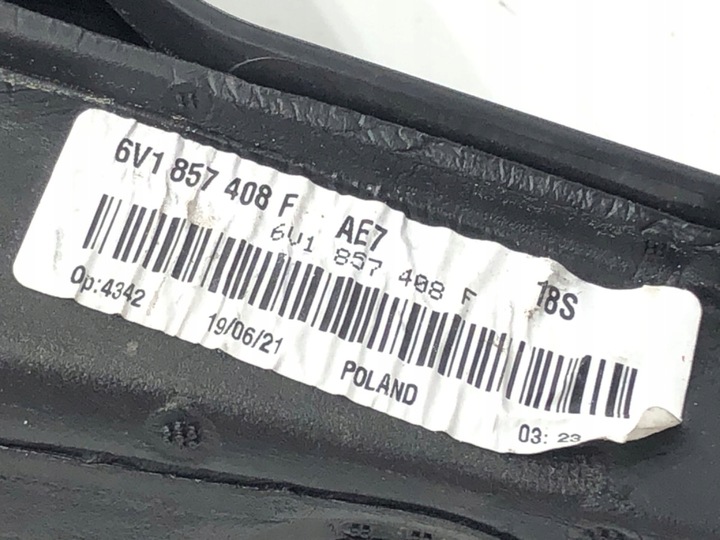 6V1 857 408 F AE7 18S
6V1 857 408 F
Op:4342 19/06/21 POLAND 03: 23